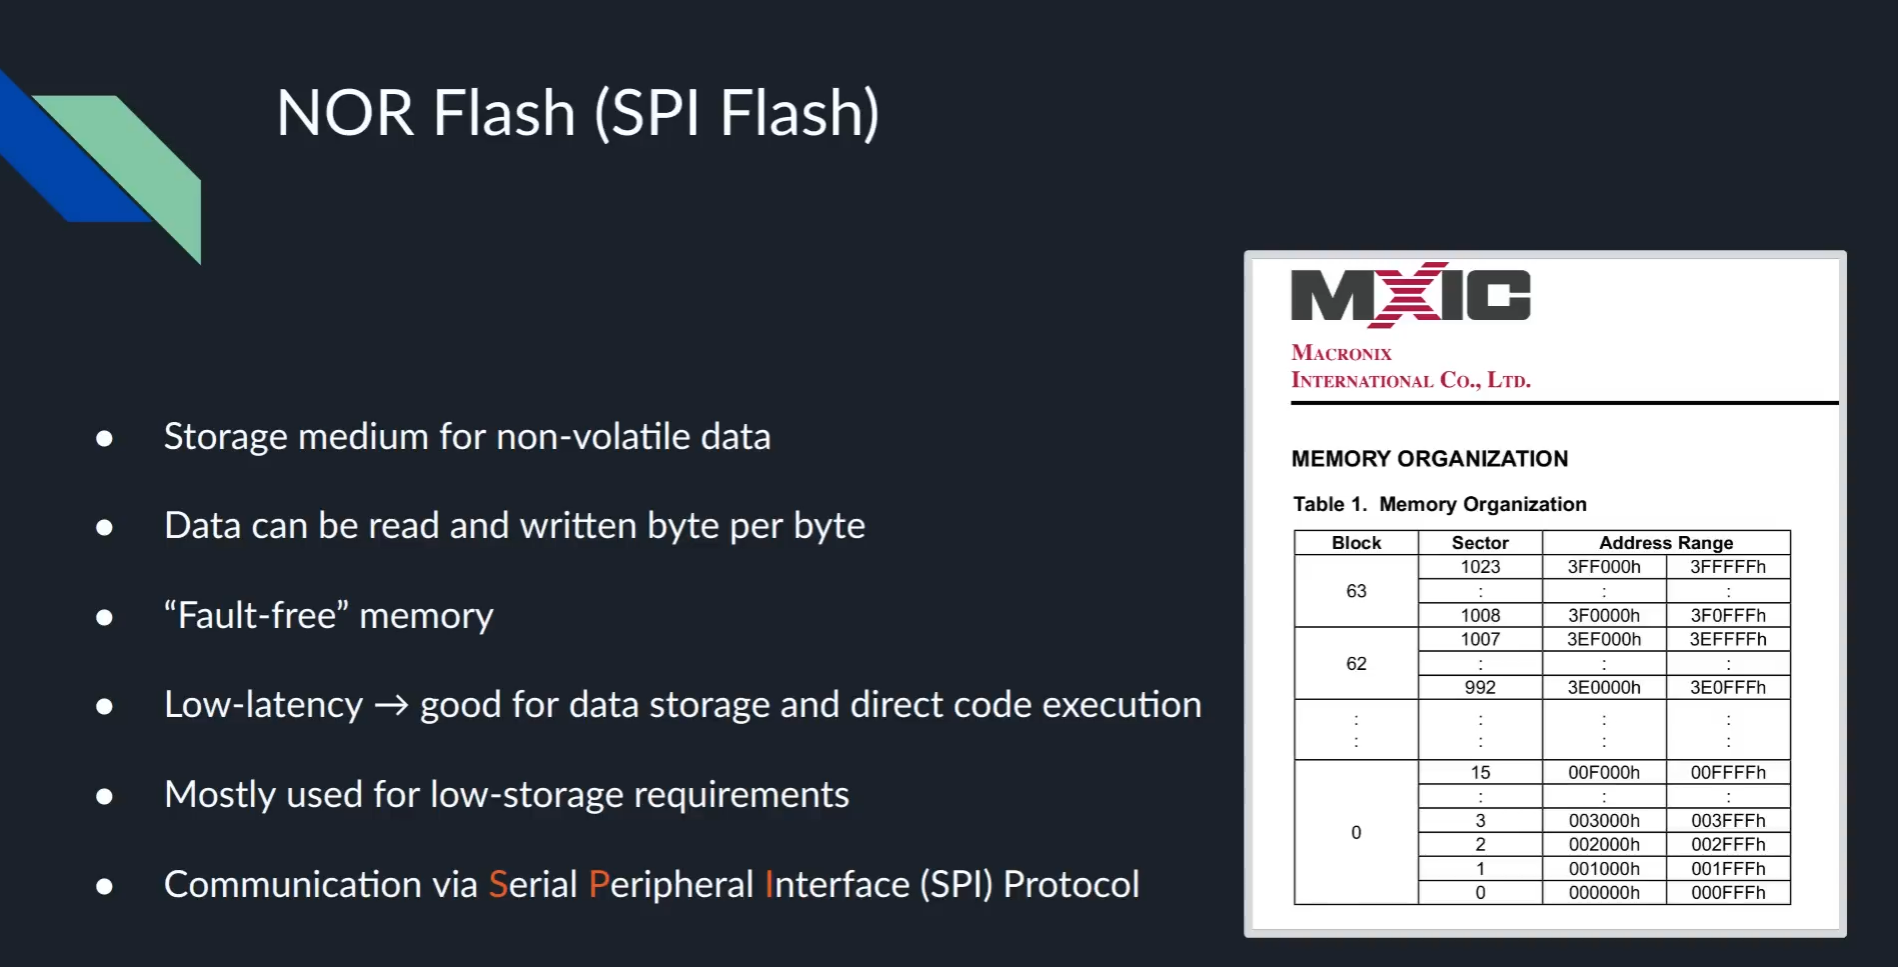 NOR Flash (SPI Flash)
● Storage medium for non-volatile data
● Data can be read and written byte per byte
● “Fault-free” memory
● Low-latency → good for data storage and direct code execution
● Mostly used for low-storage requirements
● Communication via Serial Peripheral Interface (SPI) Protocol
MXIC
MACRONIX
INTERNATIONAL CO., LTD.
MEMORY ORGANIZATION
Table 1. Memory Organization
Block Sector Address Range
63
1023 3FF000h 3FFFFFh
: : :
1008 3F0000h 3F0FFFh
62
1007 3EF000h 3EFFFFh
: : :
992 3E0000h 3E0FFFh
: : : :
: : : :
0
15 00F000h 00FFFFh
: : :
3 003000h 003FFFh
2 002000h 002FFFh
1 001000h 001FFFh
0 000000h 000FFFh